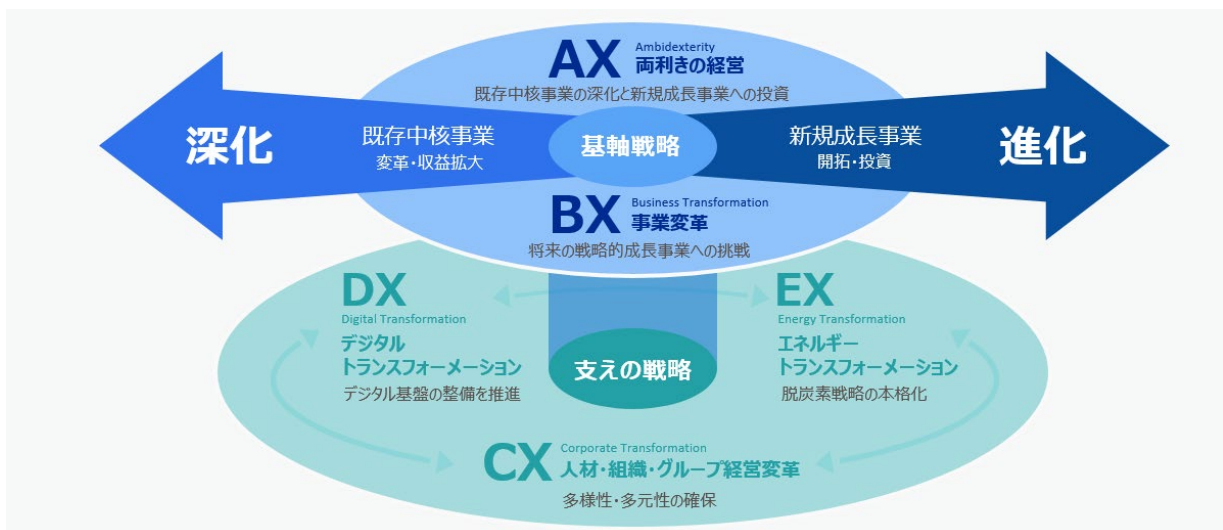 AX
Ambidexterity
両利きの経営
既存中核事業の深化と新規成長事業への投資
深化
既存中核事業
変革・収益拡大
基軸戦略
新規成長事業
開拓・投資
進化
BX
Business Transformation
事業変革
将来の戦略的成長事業への挑戦
DX
Digital Transformation
デジタル
トランスフォーメーション
デジタル基盤の整備を推進
EX
Energy Transformation
エネルギー
トランスフォーメーション
脱炭素戦略の本格化
支えの戦略
CX
Corporate Transformation
人材・組織・グループ経営変革
多様性・多元性の確保